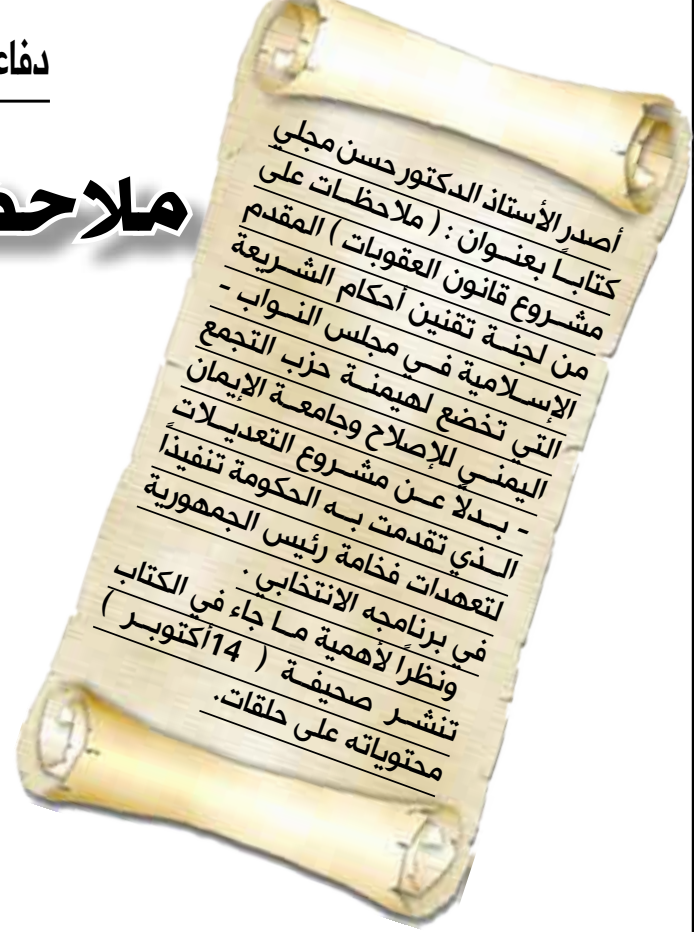 أصدر الأستاذ الدكتور حسن مجلي
كتاباً بعنوان : ( ملاحظات على
مشروع قانون العقوبات ) المقدم
من لجنة تقنين أحكام الشريعة
الإسلامية في مجلس النواب -
التي تخضع لهيمنة حزب التجمع
اليمني للإصلاح وجامعة الإيمان
- بدلاً عن مشروع التعديلات
الذي تقدمت به الحكومة تنفيذاً
لتعهدات فخامة رئيس الجمهورية
في برنامجه الانتخابي .
ونظراً لأهمية ما جاء في الكتاب
تنشر صحيفة ( 14أكتوبر )
محتوياته على حلقات.